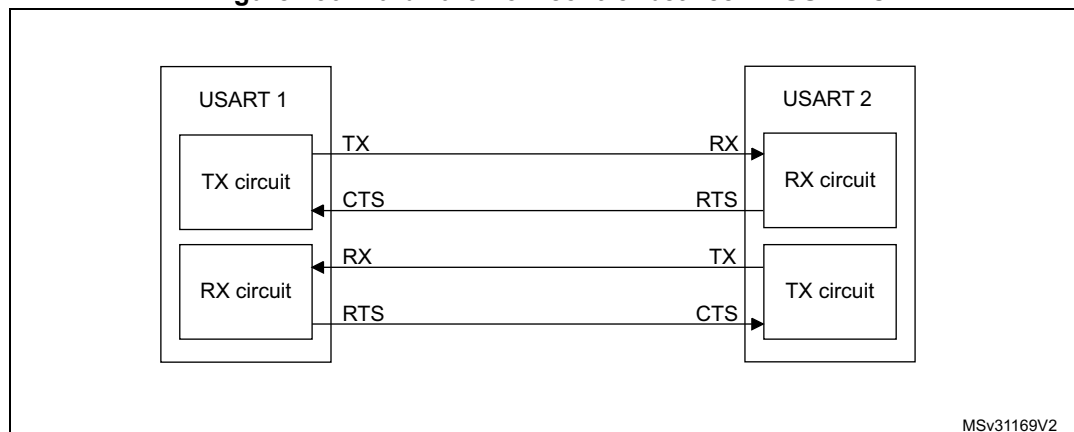 USART 1
USART 2
TX circuit
TX
RX
RX circuit
CTS
RTS
RX circuit
RX
TX
TX circuit
RTS
CTS
MSv31169V2